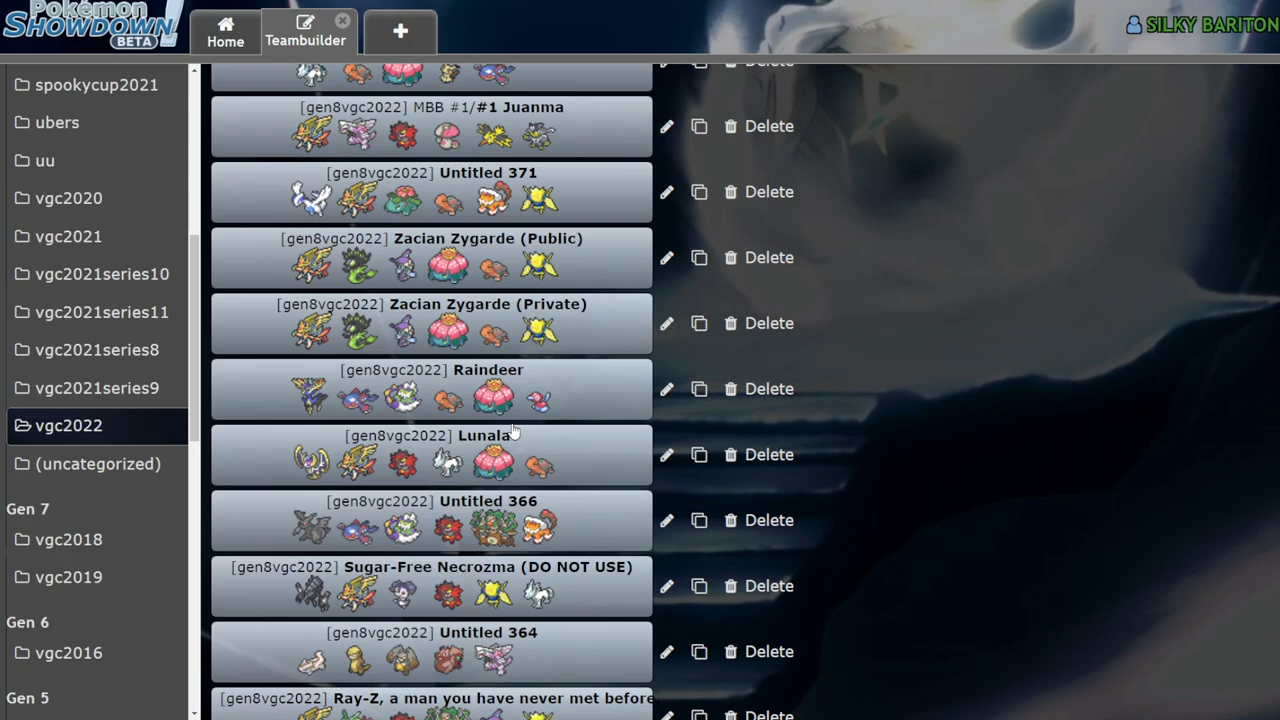 Pokémon
SHOWDOWN!
BETA
Home
Teambuilder
SILKY BARITON
spookycup2021
ubers
uu
vgc2020
vgc2021
vgc2021series10
vgc2021series11
vgc2021series8
vgc2021series9
vgc2022
(uncategorized)
Gen 7
vgc2018
vgc2019
Gen 6
vgc2016
Gen 5
Delete
[gen8vgc2022] MBB #1/#1 Juanma
Delete
[gen8vgc2022] Untitled 371
Delete
[gen8vgc2022] Zacian Zygarde (Public)
Delete
[gen8vgc2022] Zacian Zygarde (Private)
Delete
[gen8vgc2022] Raindeer
Delete
[gen8vgc2022] Lunala
Delete
[gen8vgc2022] Untitled 366
Delete
[gen8vgc2022] Sugar-Free Necrozma (DO NOT USE)
Delete
[gen8vgc2022] Untitled 364
Delete
[gen8vgc2022] Ray-Z, a man you have never met before
Delete